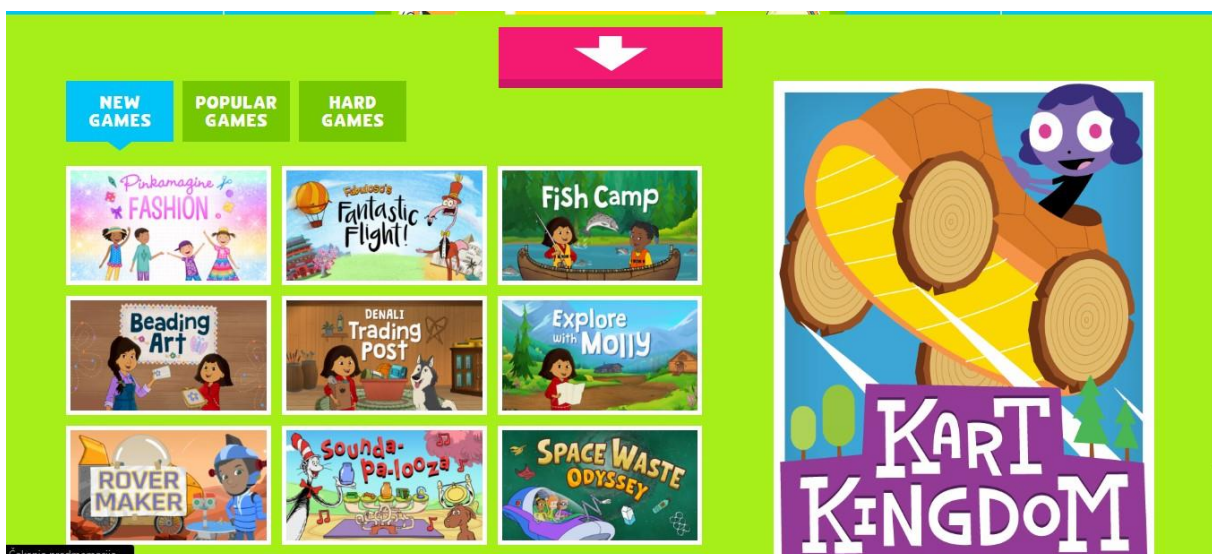 NEW
GAMES
POPULAR
GAMES
HARD
GAMES
Pinkamagine
FASHION
Fabuloso's
Fantastic
Flight!
Fish Camp
Beading
Art
DENALI
Trading
Post
Explore
with Molly
ROVER
MAKER
Sounda-
pa-looza
SPACE WASTE
ODYSSEY
KART
KINGDOM